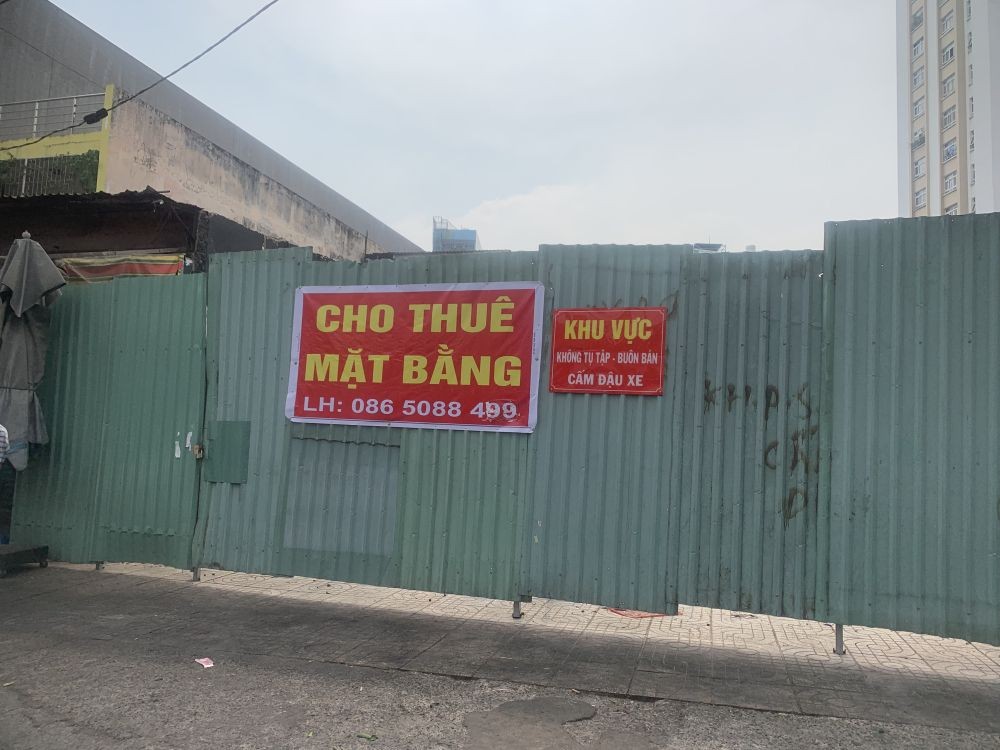 CHO THUÊ
MẶT BẰNG
LH: 086 5088 499
KHU VỰC
KHÔNG TỤ TẬP - BUÔN BÁN
CẤM ĐẬU XE